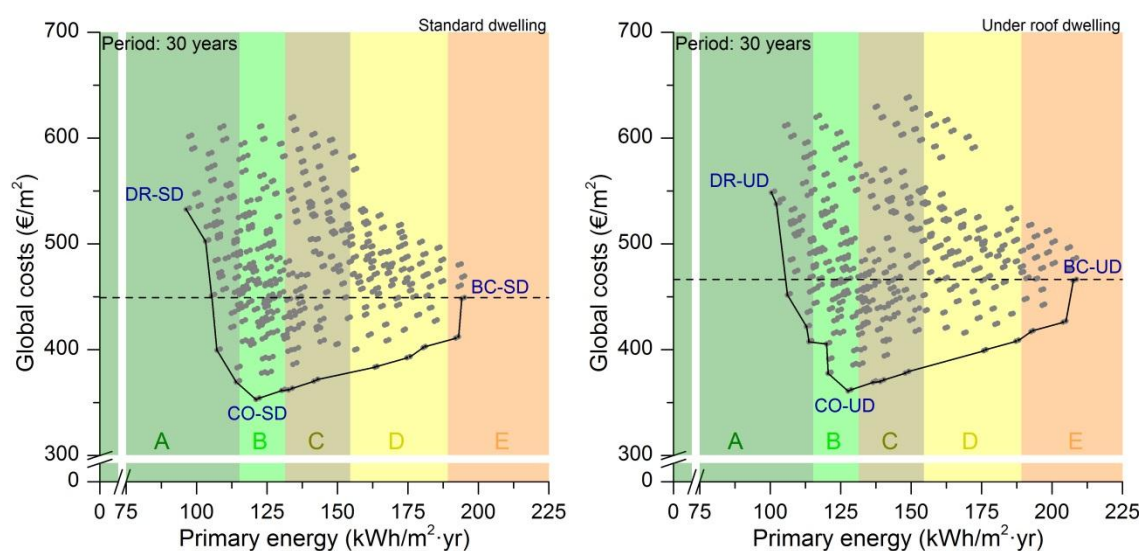 Standard dwelling
Period: 30 years
700
600
500
400
300
0
Global costs (€/m²)
DR-SD
BC-SD
CO-SD
A B C D E
0 75 100 125 150 175 200 225
Primary energy (kWh/m²·yr)
Under roof dwelling
Period: 30 years
700
600
500
400
300
0
Global costs (€/m²)
DR-UD
BC-UD
CO-UD
A B C D E
0 75 100 125 150 175 200 225
Primary energy (kWh/m²·yr)